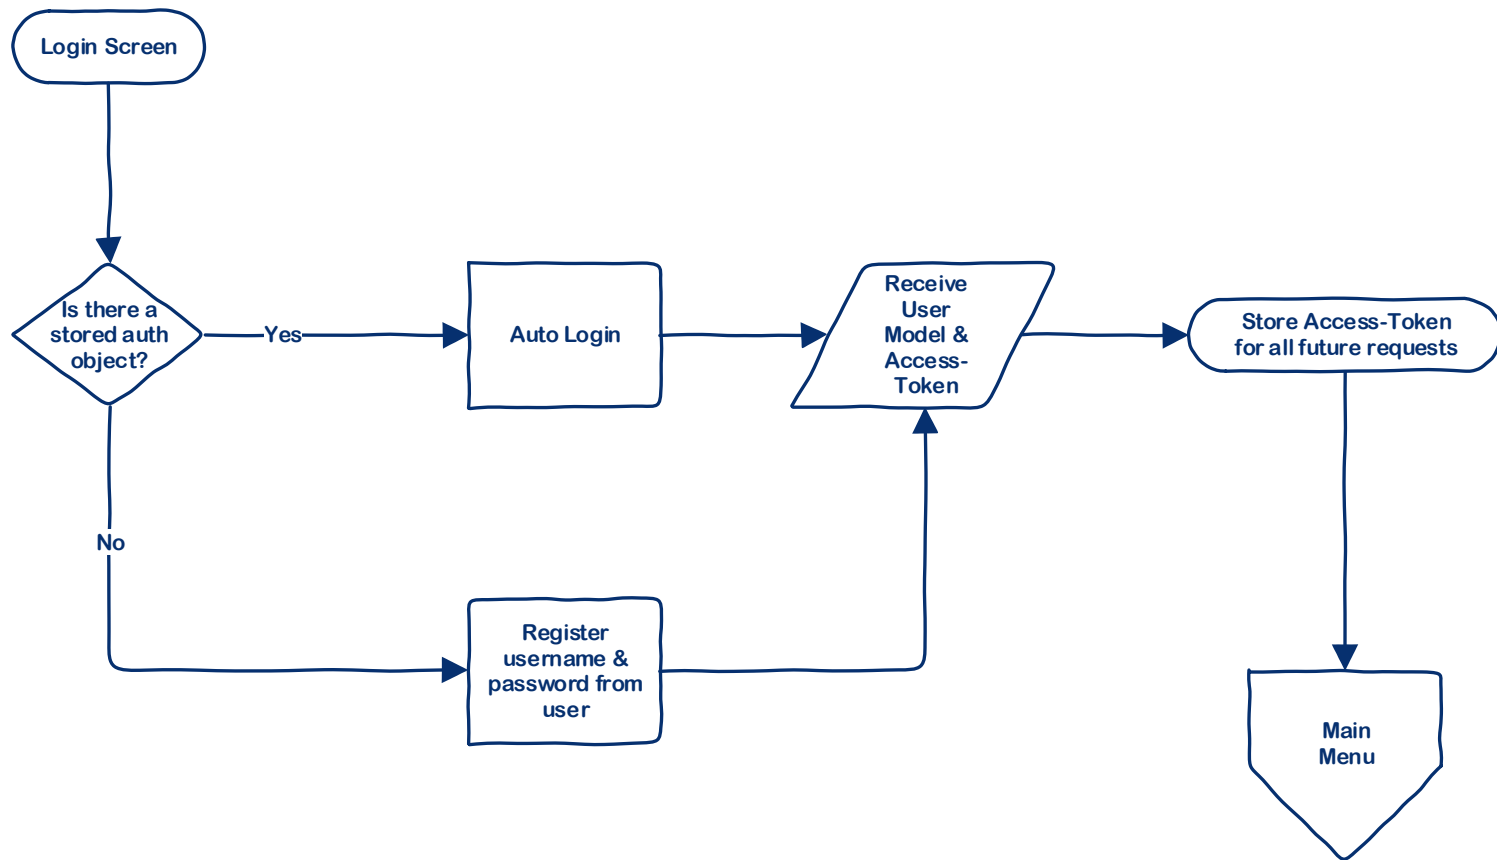 Login Screen
Is there a
stored auth
object?
Yes
Auto Login
Receive
User
Model &
Access-
Token
Store Access-Token
for all future requests
No
Register
username &
password from
user
Main
Menu